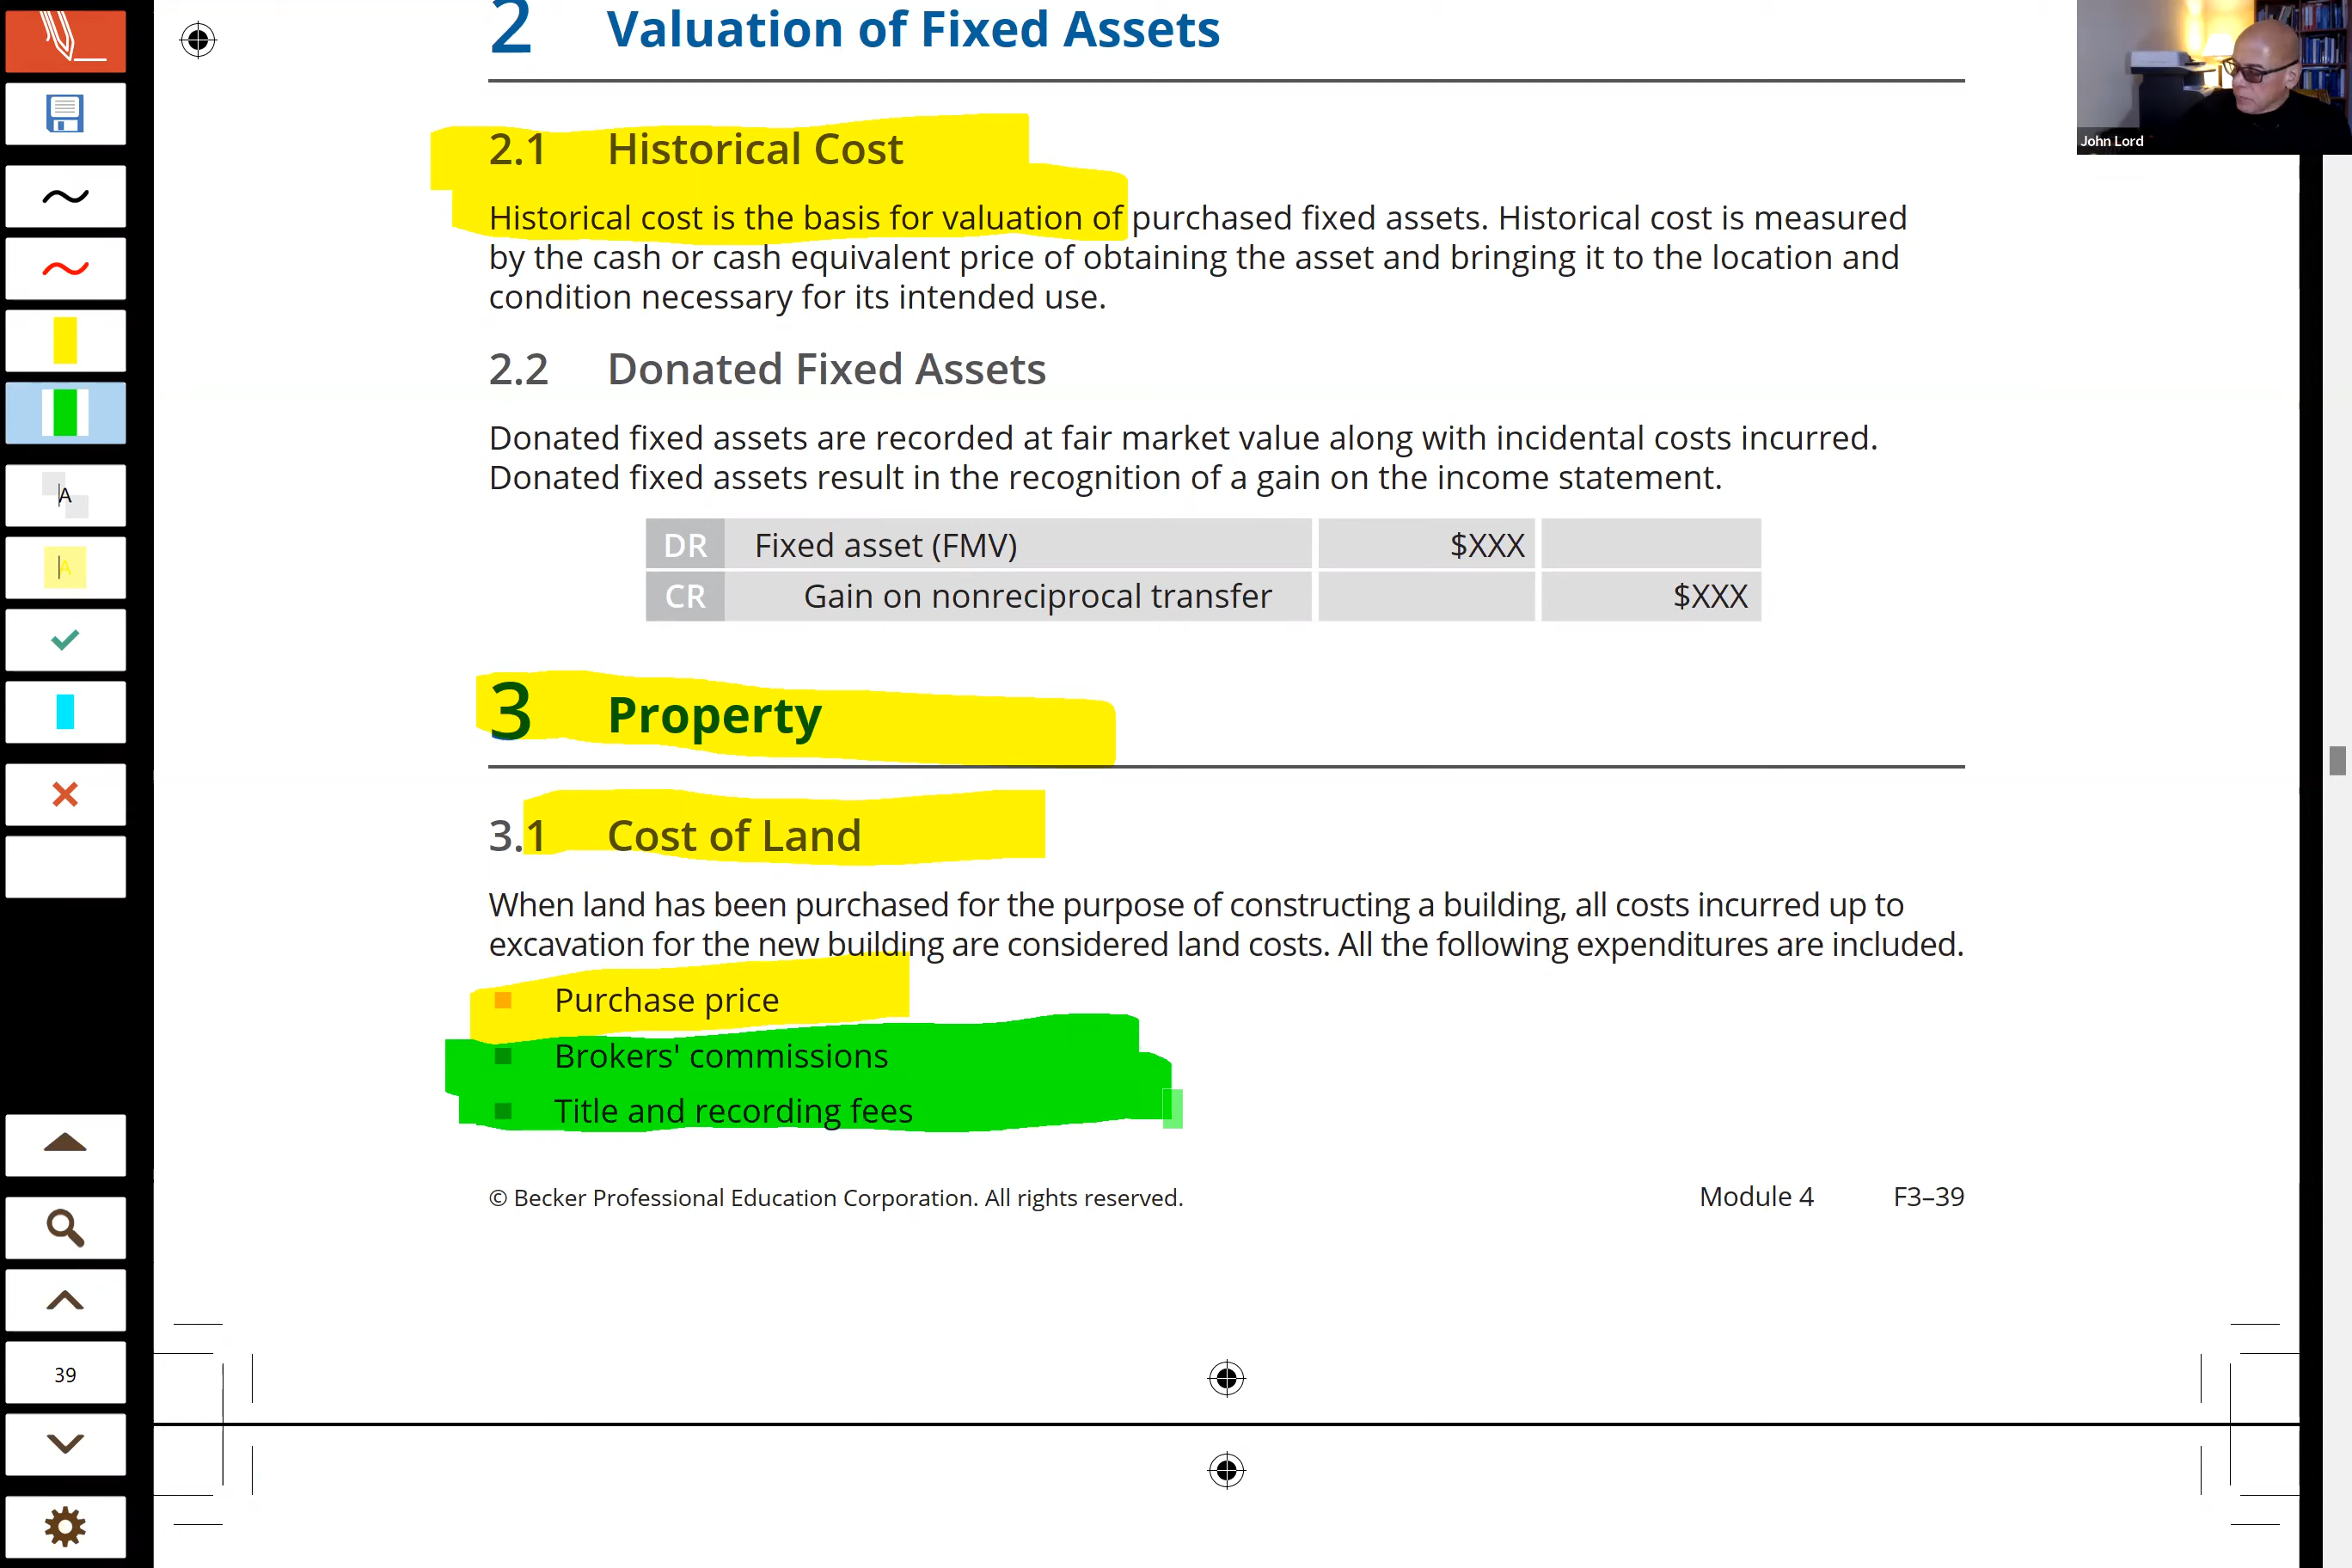 2 Valuation of Fixed Assets
John Lord
2.1 Historical Cost
Historical cost is the basis for valuation of purchased fixed assets. Historical cost is measured
by the cash or cash equivalent price of obtaining the asset and bringing it to the location and
condition necessary for its intended use.
2.2 Donated Fixed Assets
Donated fixed assets are recorded at fair market value along with incidental costs incurred.
Donated fixed assets result in the recognition of a gain on the income statement.
DR Fixed asset (FMV) $XXX
CR Gain on nonreciprocal transfer $XXX
3 Property
3.1 Cost of Land
When land has been purchased for the purpose of constructing a building, all costs incurred up to
excavation for the new building are considered land costs. All the following expenditures are included.
■ Purchase price
■ Brokers' commissions
■ Title and recording fees
© Becker Professional Education Corporation. All rights reserved. Module 4 F3–39
A
A
39